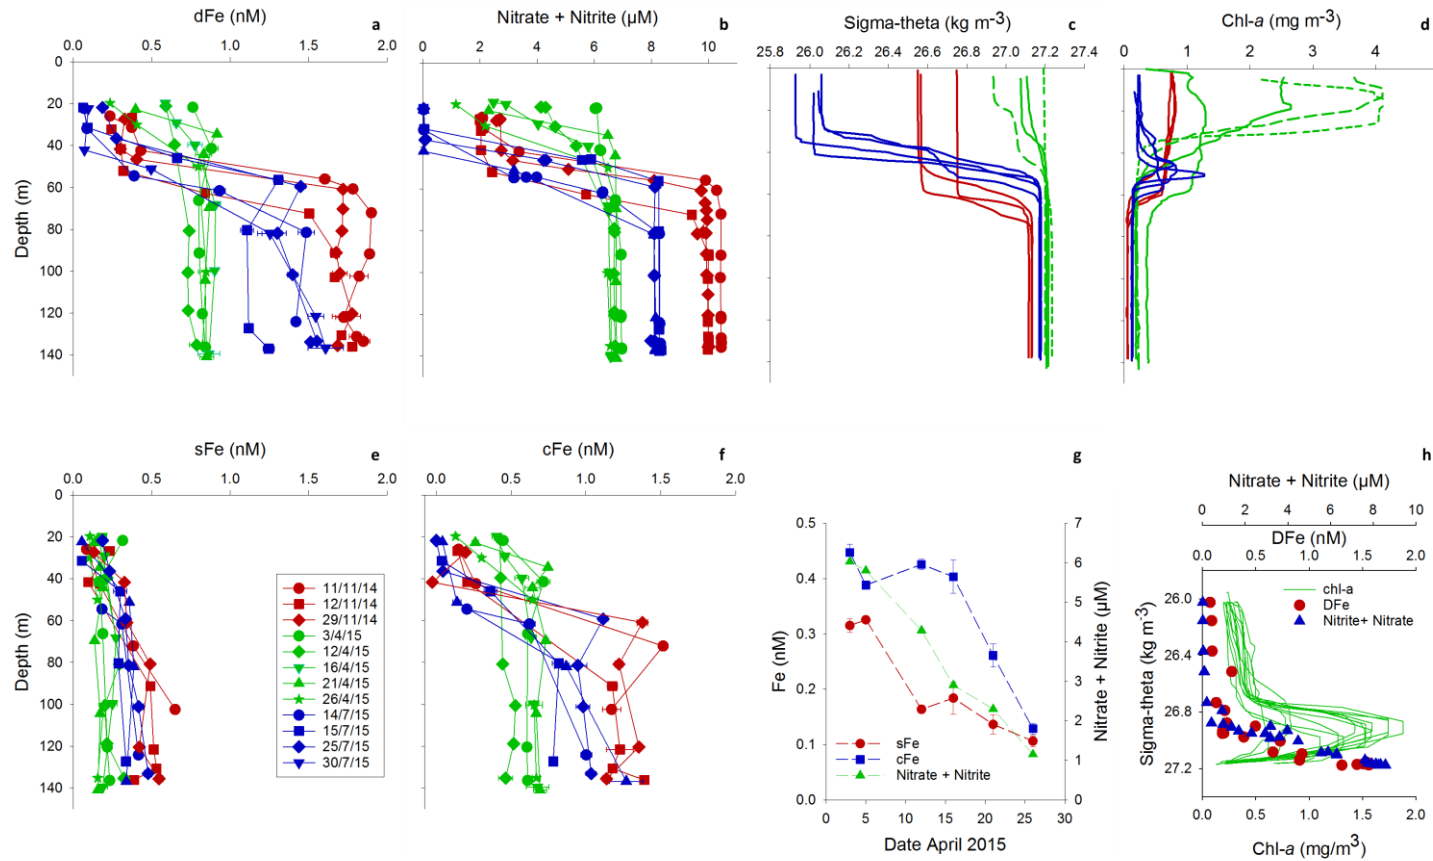 dFe (nM)
a
0.0 0.5 1.0 1.5 2.0
Depth (m)
0
20
40
60
80
100
120
140
Nitrate + Nitrite (µM)
b
0 2 4 6 8 10
Sigma-theta (kg m⁻³)
c
25.8 26.0 26.2 26.4 26.6 26.8 27.0 27.2 27.4
Chl-a (mg m⁻³)
d
0 1 2 3 4
sFe (nM)
e
0.0 0.5 1.0 1.5 2.0
Depth (m)
0
20
40
60
80
100
120
140
11/11/14
12/11/14
29/11/14
3/4/15
12/4/15
16/4/15
21/4/15
26/4/15
14/7/15
15/7/15
25/7/15
30/7/15
cFe (nM)
f
0.0 0.5 1.0 1.5 2.0
g
Fe (nM)
0.5
0.4
0.3
0.2
0.1
0.0
sFe
cFe
Nitrate + Nitrite
7
6
5
4
3
2
1
0
Nitrate + Nitrite (µM)
0 5 10 15 20 25 30
Date April 2015
h
Nitrate + Nitrite (µM)
0 2 4 6 8 10
DFe (nM)
0.0 0.5 1.0 1.5 2.0
Sigma-theta (kg m⁻³)
26.0
26.4
26.8
27.2
chl-a
DFe
Nitrite+ Nitrate
0.0 0.4 0.8 1.2 1.6 2.0
Chl-a (mg/m³)